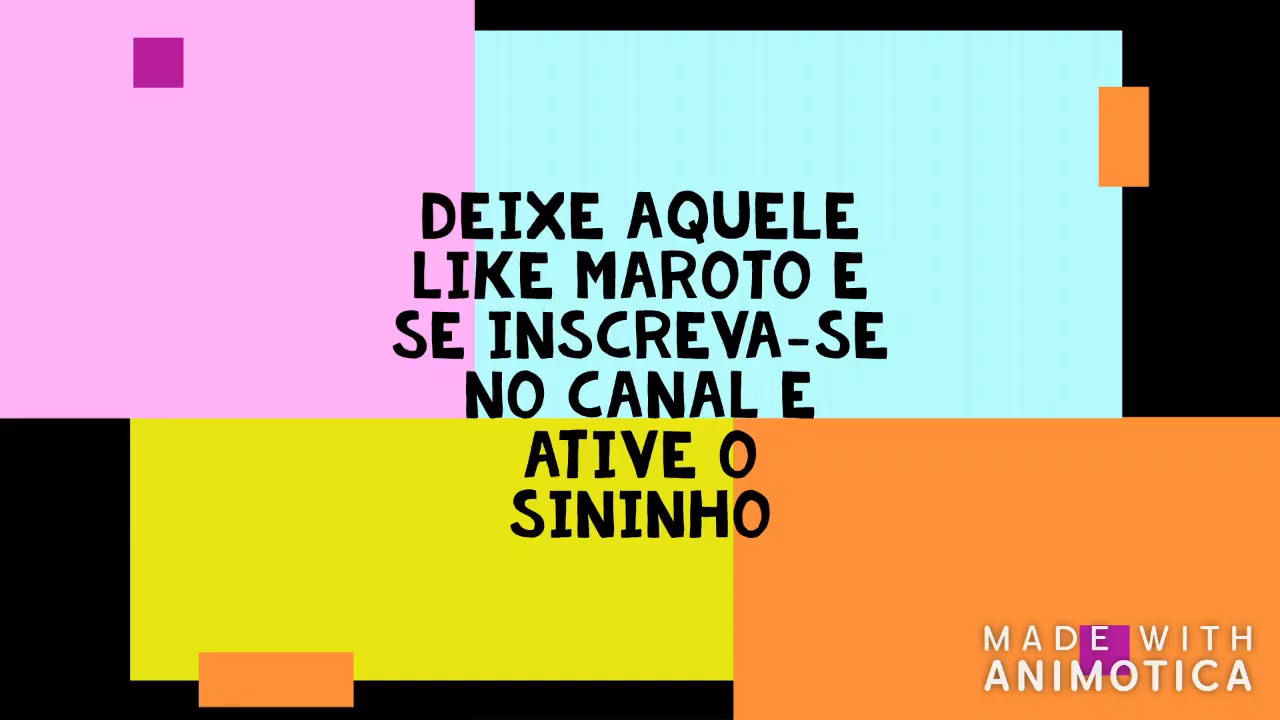 DEIXE AQUELE
LIKE MAROTO E
SE INSCREVA-SE
NO CANAL E
ATIVE O
SININHO
MADE WITH
ANIMOTICA